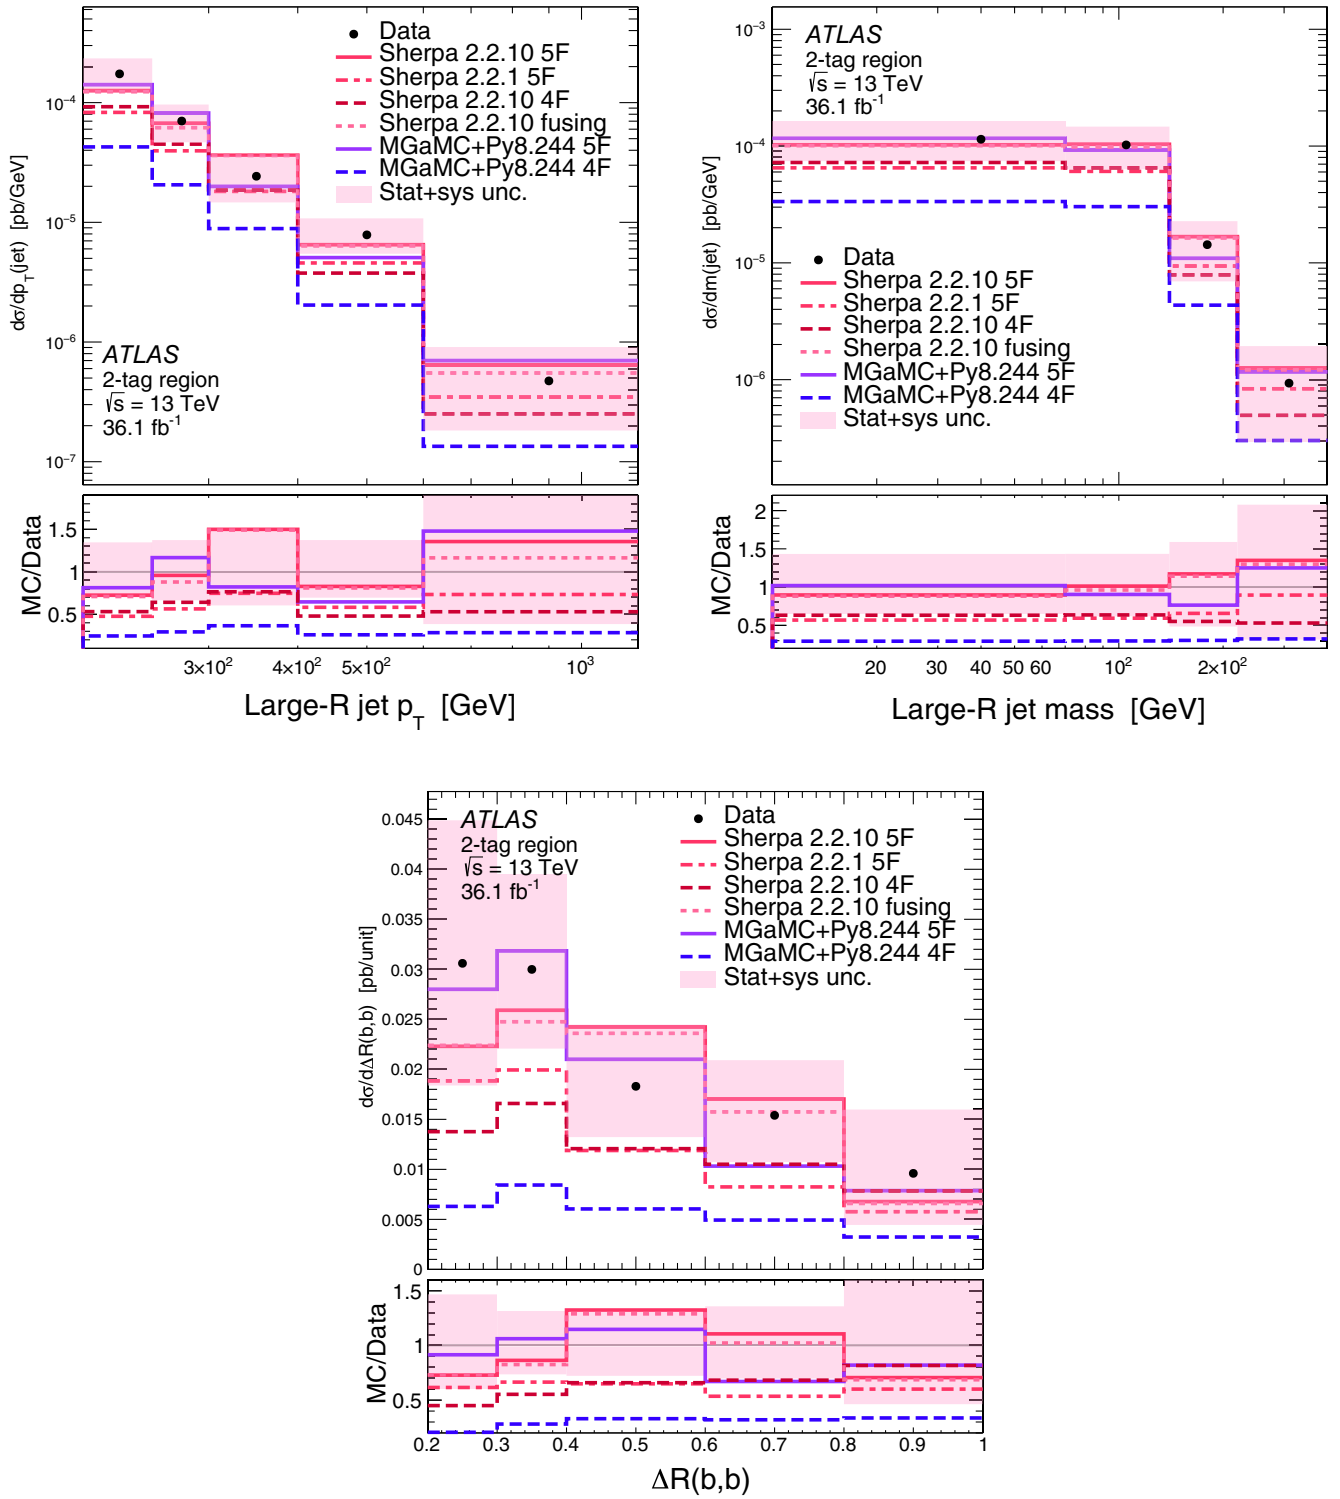 Data
Sherpa 2.2.10 5F
Sherpa 2.2.1 5F
Sherpa 2.2.10 4F
Sherpa 2.2.10 fusing
MGaMC+Py8.244 5F
MGaMC+Py8.244 4F
Stat+sys unc.
ATLAS
2-tag region
√s = 13 TeV
36.1 fb⁻¹
dσ/dp_T(jet) [pb/GeV]
10⁻⁴
10⁻⁵
10⁻⁶
10⁻⁷
MC/Data
1.5
1
0.5
3×10² 4×10² 5×10² 10³
Large-R jet p_T [GeV]
ATLAS
2-tag region
√s = 13 TeV
36.1 fb⁻¹
Data
Sherpa 2.2.10 5F
Sherpa 2.2.1 5F
Sherpa 2.2.10 4F
Sherpa 2.2.10 fusing
MGaMC+Py8.244 5F
MGaMC+Py8.244 4F
Stat+sys unc.
dσ/dm(jet) [pb/GeV]
10⁻³
10⁻⁴
10⁻⁵
10⁻⁶
MC/Data
2
1.5
1
0.5
20 30 40 50 60 10² 2×10²
Large-R jet mass [GeV]
ATLAS
2-tag region
√s = 13 TeV
36.1 fb⁻¹
Data
Sherpa 2.2.10 5F
Sherpa 2.2.1 5F
Sherpa 2.2.10 4F
Sherpa 2.2.10 fusing
MGaMC+Py8.244 5F
MGaMC+Py8.244 4F
Stat+sys unc.
dσ/dΔR(b,b) [pb/unit]
0.045
0.04
0.035
0.03
0.025
0.02
0.015
0.01
0.005
0
MC/Data
1.5
1
0.5
0.2 0.3 0.4 0.5 0.6 0.7 0.8 0.9 1
ΔR(b,b)